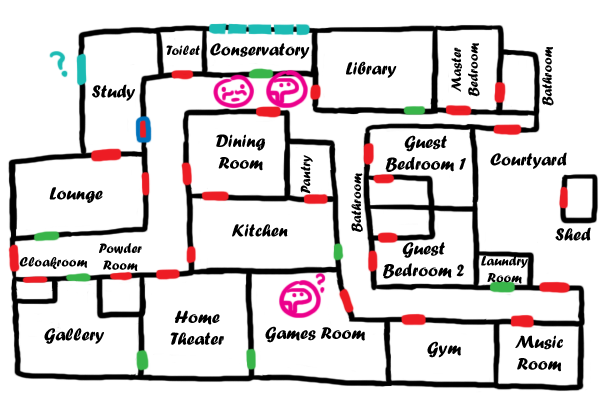 Toilet
Conservatory
?
Study
Library
Master
Bedroom
Bathroom
Dining
Room
Pantry
Guest
Bedroom 1
Courtyard
Lounge
Bathroom
Kitchen
Shed
Cloakroom
Powder
Room
Guest
Bedroom 2
Laundry
Room
?
Gallery
Home
Theater
Games Room
Gym
Music
Room